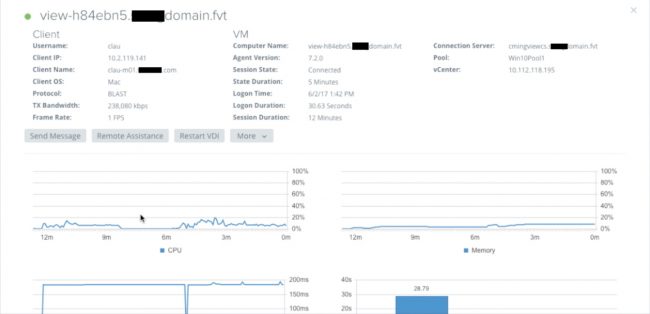 view-h84ebn5. domain.fvt
Client
Username: clau
Client IP: 10.2.119.141
Client Name: clau-m01. .com
Client OS: Mac
Protocol: BLAST
TX Bandwidth: 238,080 kbps
Frame Rate: 1 FPS
VM
Computer Name: view-h84ebn5. domain.fvt
Agent Version: 7.2.0
Session State: Connected
State Duration: 5 Minutes
Logon Time: 6/2/17 1:42 PM
Logon Duration: 30.63 Seconds
Session Duration: 12 Minutes
Connection Server: cmingviewcs. domain.fvt
Pool: Win10Pool1
vCenter: 10.112.118.195
Send Message Remote Assistance Restart VDI More
100%
80%
60%
40%
20%
0%
12m 9m 6m 3m 0m
CPU
100%
80%
60%
40%
20%
0%
12m 9m 6m 3m 0m
Memory
200ms
150ms
100ms
40s
30s
28.79
20s